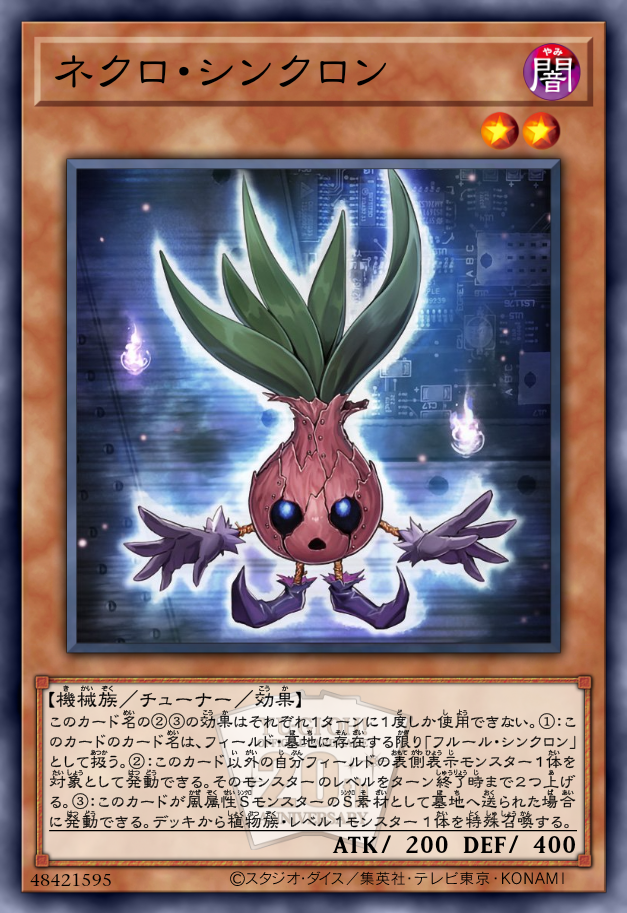 ネクロ・シンクロン
闇
やみ
【機械族／チューナー／効果】
このカード名の②③の効果はそれぞれ1ターンに1度しか使用できない。①:こ
のカードのカード名は、フィールド・墓地に存在する限り「フルール・シンクロン」
として扱う。②:このカード以外の自分フィールドの表側表示モンスター1体を
対象として発動できる。そのモンスターのレベルをターン終了時まで2つ上げ
る。③:このカードが風属性SモンスターのS素材として墓地へ送られた場合
に発動できる。デッキから植物族・レベル1モンスター1体を特殊召喚する。
ATK/ 200 DEF/ 400
48421595 ©スタジオ・ダイス／集英社・テレビ東京・KONAMI